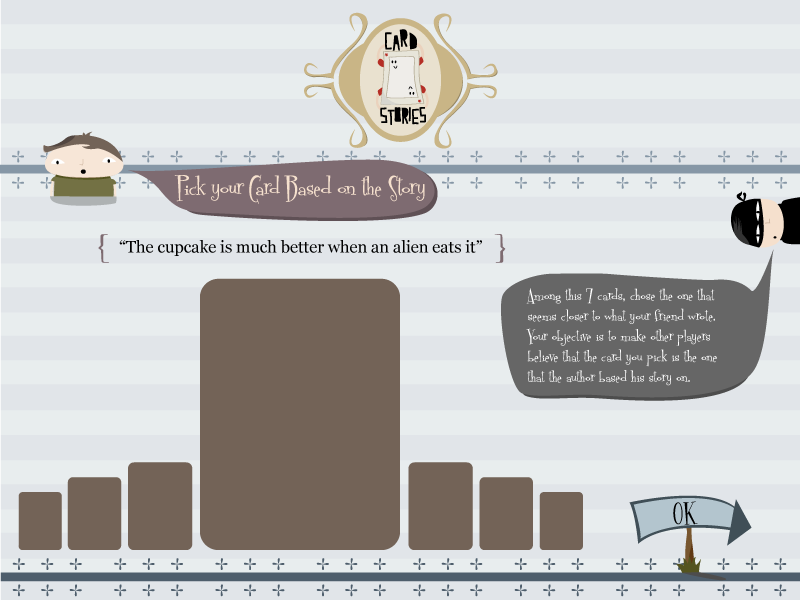 CARD
STORIES
Pick your Card Based on the Story
{ “The cupcake is much better when an alien eats it” }
Among this 7 cards, chose the one that
seems closer to what your friend wrote.
Your objective is to make other players
believe that the card you pick is the one
that the author based his story on.
OK